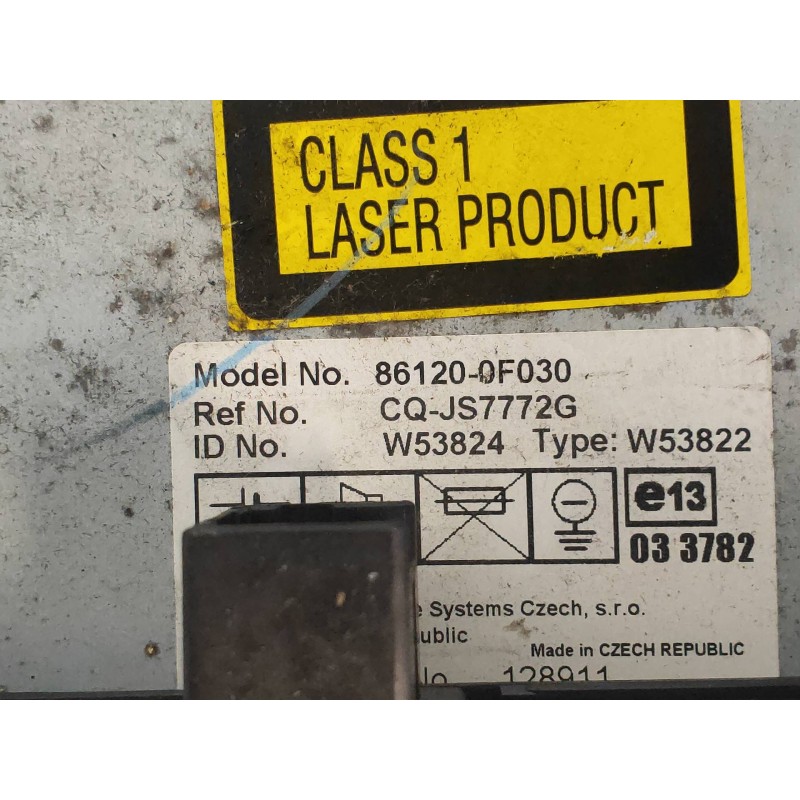 CLASS 1
LASER PRODUCT
Model No. 86120-0F030
Ref No. CQ-JS7772G
ID No. W53824 Type: W53822
e13
03 3782
Systems Czech, s.r.o.
Made in CZECH REPUBLIC
128911